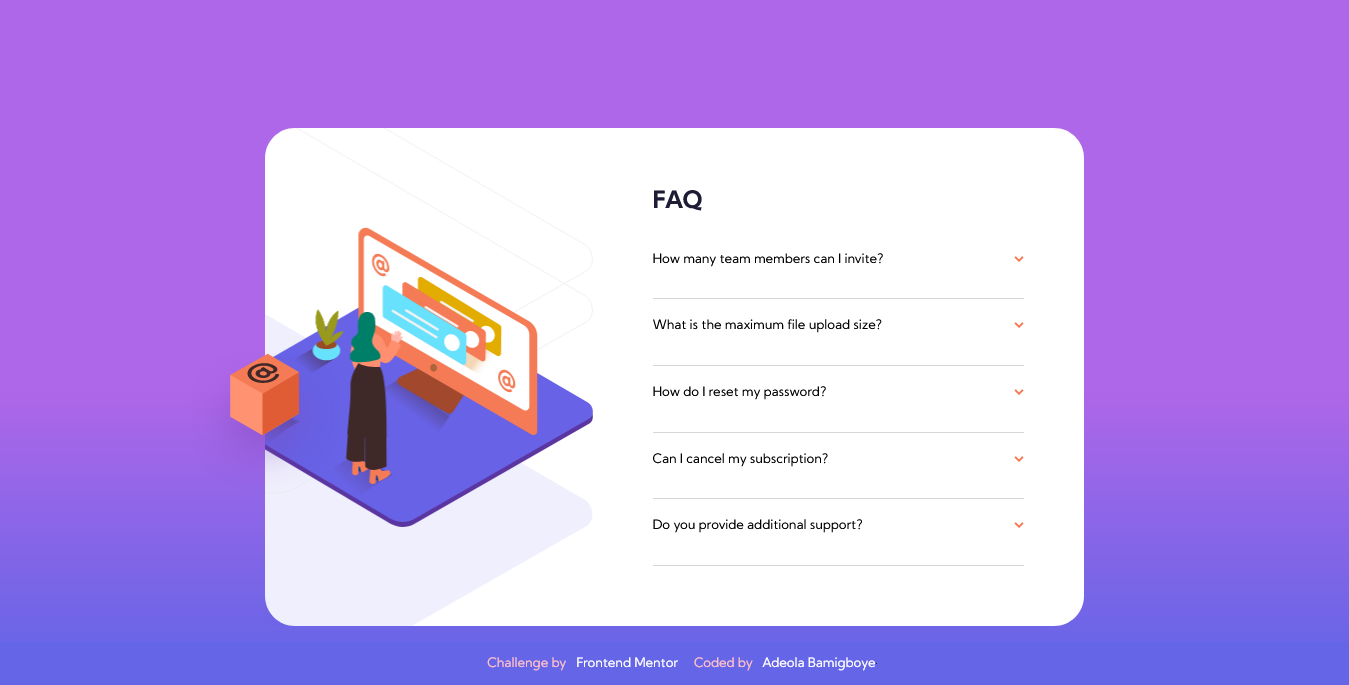 FAQ
How many team members can I invite?
What is the maximum file upload size?
How do I reset my password?
Can I cancel my subscription?
Do you provide additional support?
Challenge by Frontend Mentor Coded by Adeola Bamigboye